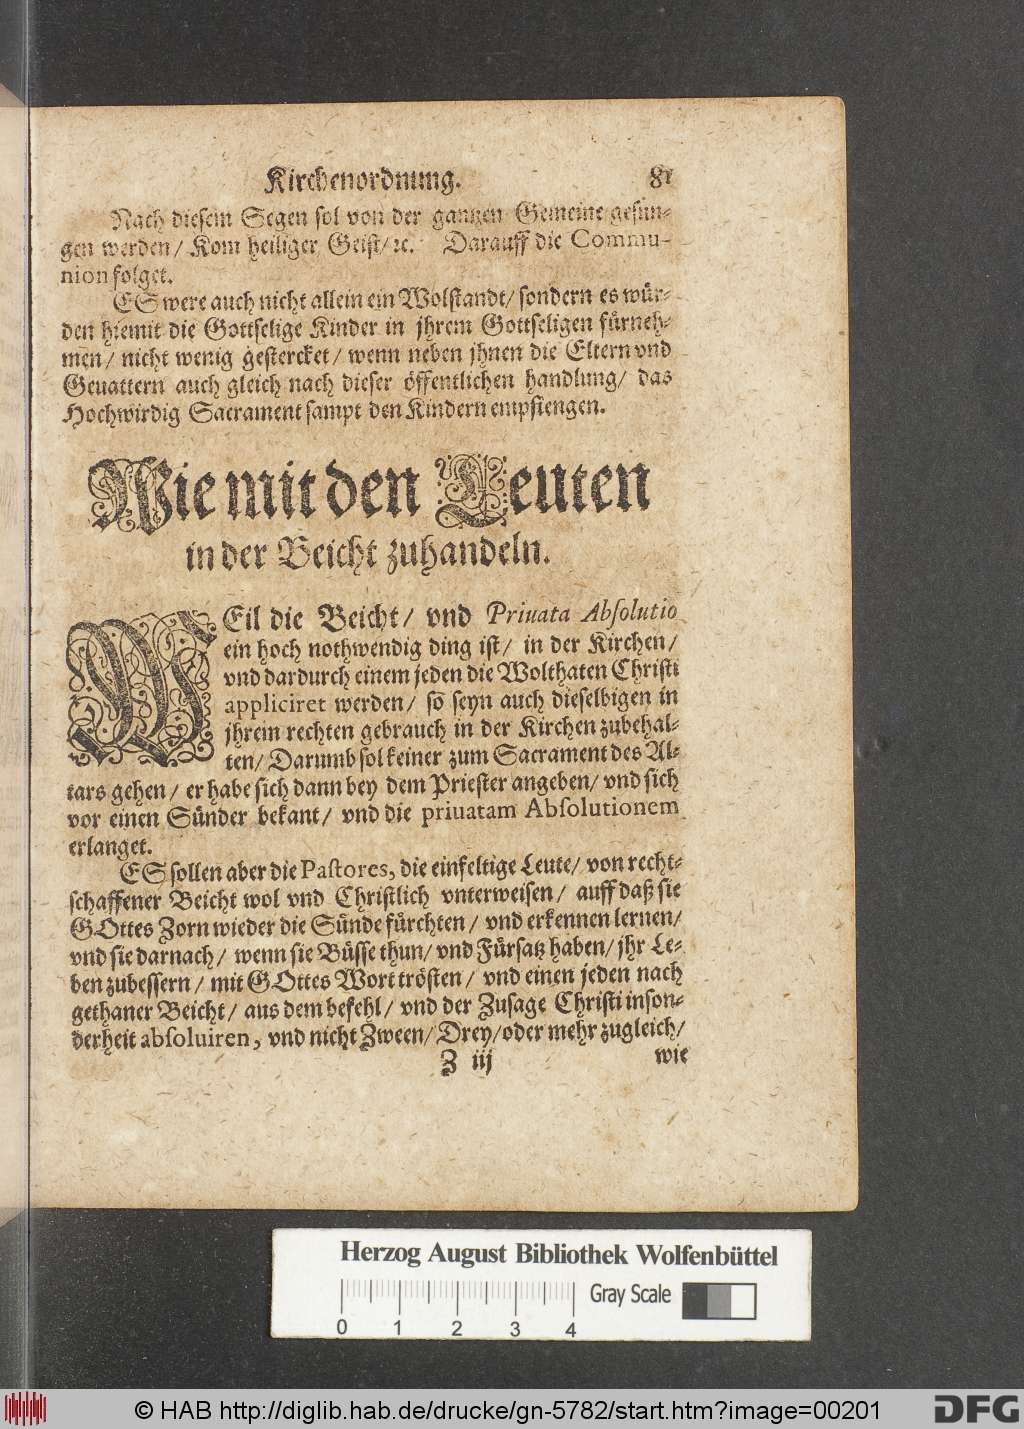 Kirchenordnung. 81
Nach diesem Segen sol von der gantzen Gemeine gesun-
gen werden/ Kom heiliger Geist/ ꝛc. Darauff die Commu-
nion folget.
ES were auch nicht allein ein Wolstandt/ sondern es wür-
den hiemit die Gottselige Kinder in jhrem Gottseligen fürneh-
men/ nicht wenig gestercket/ wenn neben jhnen die Eltern vnd
Geuattern auch gleich nach dieser öffentlichen handlung/ das
Hochwirdig Sacrament sampt den Kindern empfiengen.
Wie mit den Leuten
in der Beicht zuhandeln.
WEil die Beicht/ vnd Priuata Absolutio
ein hoch nothwendig ding ist/ in der Kirchen/
vnd dardurch einem jeden die Wolthaten Christi
appliciret werden/ so seyn auch dieselbigen in
jhrem rechten gebrauch in der Kirchen zubehal-
ten/ Darumb sol keiner zum Sacrament des Al-
tars gehen/ er habe sich dann bey dem Priester angeben/ vnd sich
vor einen Sünder bekant/ vnd die priuatam Absolutionem
erlanget.
ES sollen aber die Pastores, die einfeltige Leute/ von recht-
schaffener Beicht wol vnd Christlich vnterweisen/ auff daß sie
GOttes Zorn wieder die Sünde fürchten/ vnd erkennen lernen/
vnd sie darnach/ wenn sie Büsse thun/ vnd Fürsatz haben/ jhr Le-
ben zubessern/ mit GOttes Wort trösten/ vnd einen jeden nach
gethaner Beicht/ aus dem befehl/ vnd der Zusage Christi inson-
derheit absoluiren, vnd nicht Zween/ Drey/ oder mehr zugleich/
Z iij wie
Herzog August Bibliothek Wolfenbüttel
Gray Scale
0 1 2 3 4
© HAB http://diglib.hab.de/drucke/gn-5782/start.htm?image=00201
DFG